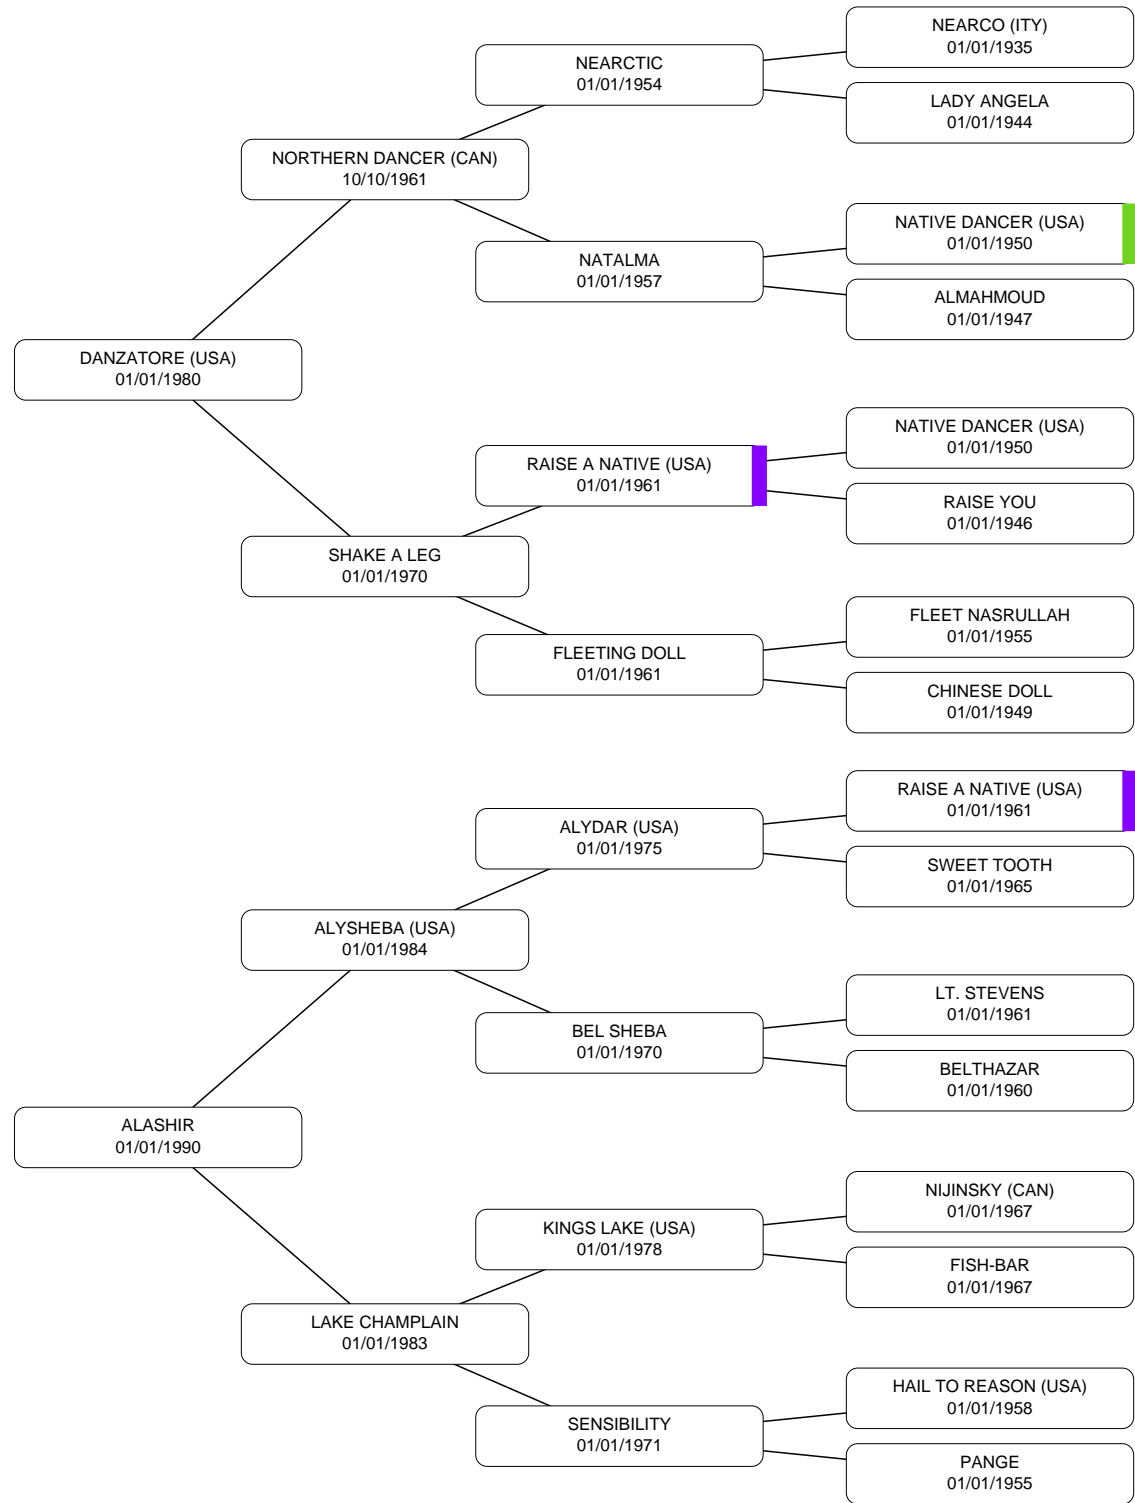 NEARCO (ITY)
01/01/1935
NEARCTIC
01/01/1954
LADY ANGELA
01/01/1944
NORTHERN DANCER (CAN)
10/10/1961
NATIVE DANCER (USA)
01/01/1950
NATALMA
01/01/1957
ALMAHMOUD
01/01/1947
DANZATORE (USA)
01/01/1980
NATIVE DANCER (USA)
01/01/1950
RAISE A NATIVE (USA)
01/01/1961
RAISE YOU
01/01/1946
SHAKE A LEG
01/01/1970
FLEET NASRULLAH
01/01/1955
FLEETING DOLL
01/01/1961
CHINESE DOLL
01/01/1949
RAISE A NATIVE (USA)
01/01/1961
ALYDAR (USA)
01/01/1975
SWEET TOOTH
01/01/1965
ALYSHEBA (USA)
01/01/1984
LT. STEVENS
01/01/1961
BEL SHEBA
01/01/1970
BELTHAZAR
01/01/1960
ALASHIR
01/01/1990
NIJINSKY (CAN)
01/01/1967
KINGS LAKE (USA)
01/01/1978
FISH-BAR
01/01/1967
LAKE CHAMPLAIN
01/01/1983
HAIL TO REASON (USA)
01/01/1958
SENSIBILITY
01/01/1971
PANGE
01/01/1955